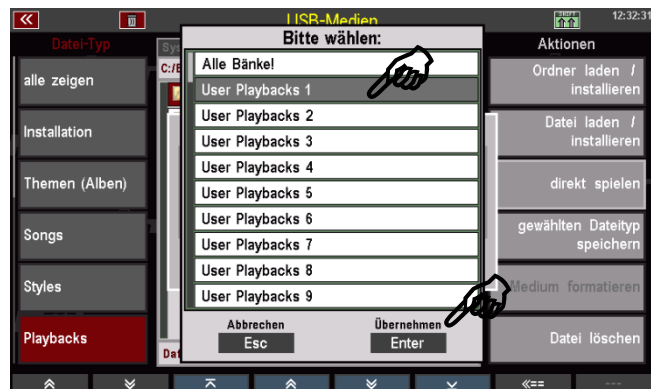 USB-Medien
12:32:31
Datei-Typ
alle zeigen
Installation
Themen (Alben)
Songs
Styles
Playbacks
Sys
C:/E
Dat
Bitte wählen:
Alle Bänke!
User Playbacks 1
User Playbacks 2
User Playbacks 3
User Playbacks 4
User Playbacks 5
User Playbacks 6
User Playbacks 7
User Playbacks 8
User Playbacks 9
Abbrechen
Esc
Übernehmen
Enter
Aktionen
Ordner laden /
installieren
Datei laden /
installieren
direkt spielen
gewählten Dateityp
speichern
Medium formatieren
Datei löschen
«==
---